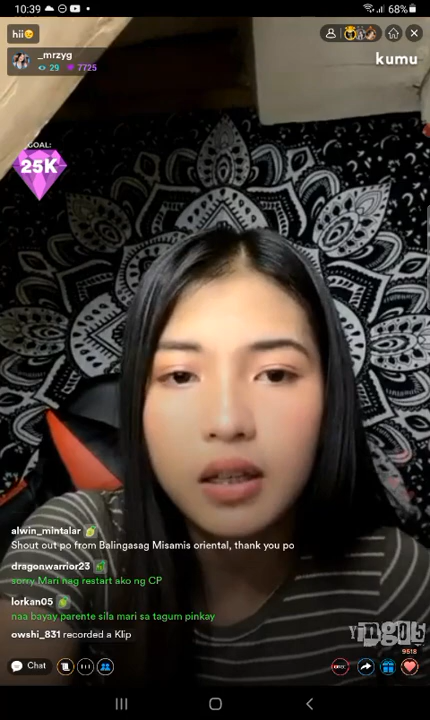 10:39
68%
hii
_mrzyg
29 7725
kumu
GOAL:
25K
alwin_mintalar
Shout out po from Balingasag Misamis oriental, thank you po
dragonwarrior23
sorry Mari nag restart ako ng CP
lorkan05
naa bayay parente sila mari sa tagum pinkay
owshi_831 recorded a Klip
Yingo5
9518
Chat